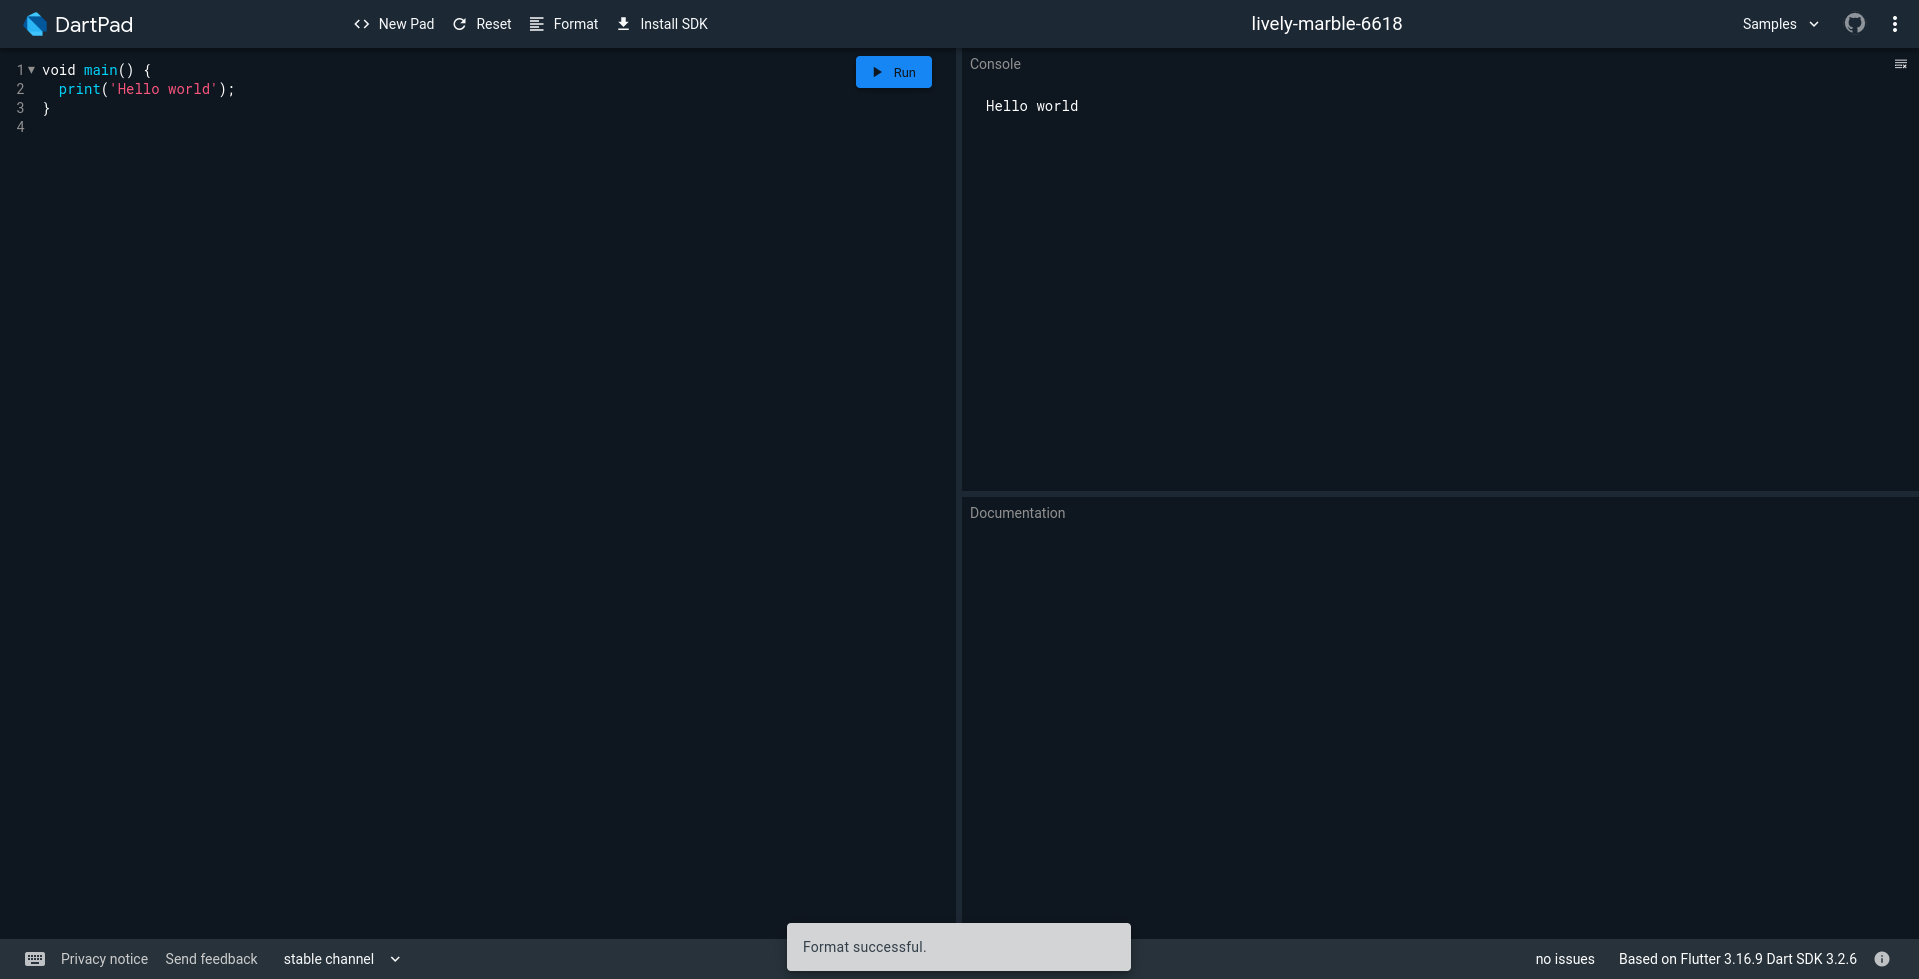 DartPad
New Pad Reset Format Install SDK
lively-marble-6618
Samples
1 void main() {
2   print('Hello world');
3 }
4
Run
Console
Hello world
Documentation
Format successful.
Privacy notice Send feedback stable channel
no issues Based on Flutter 3.16.9 Dart SDK 3.2.6